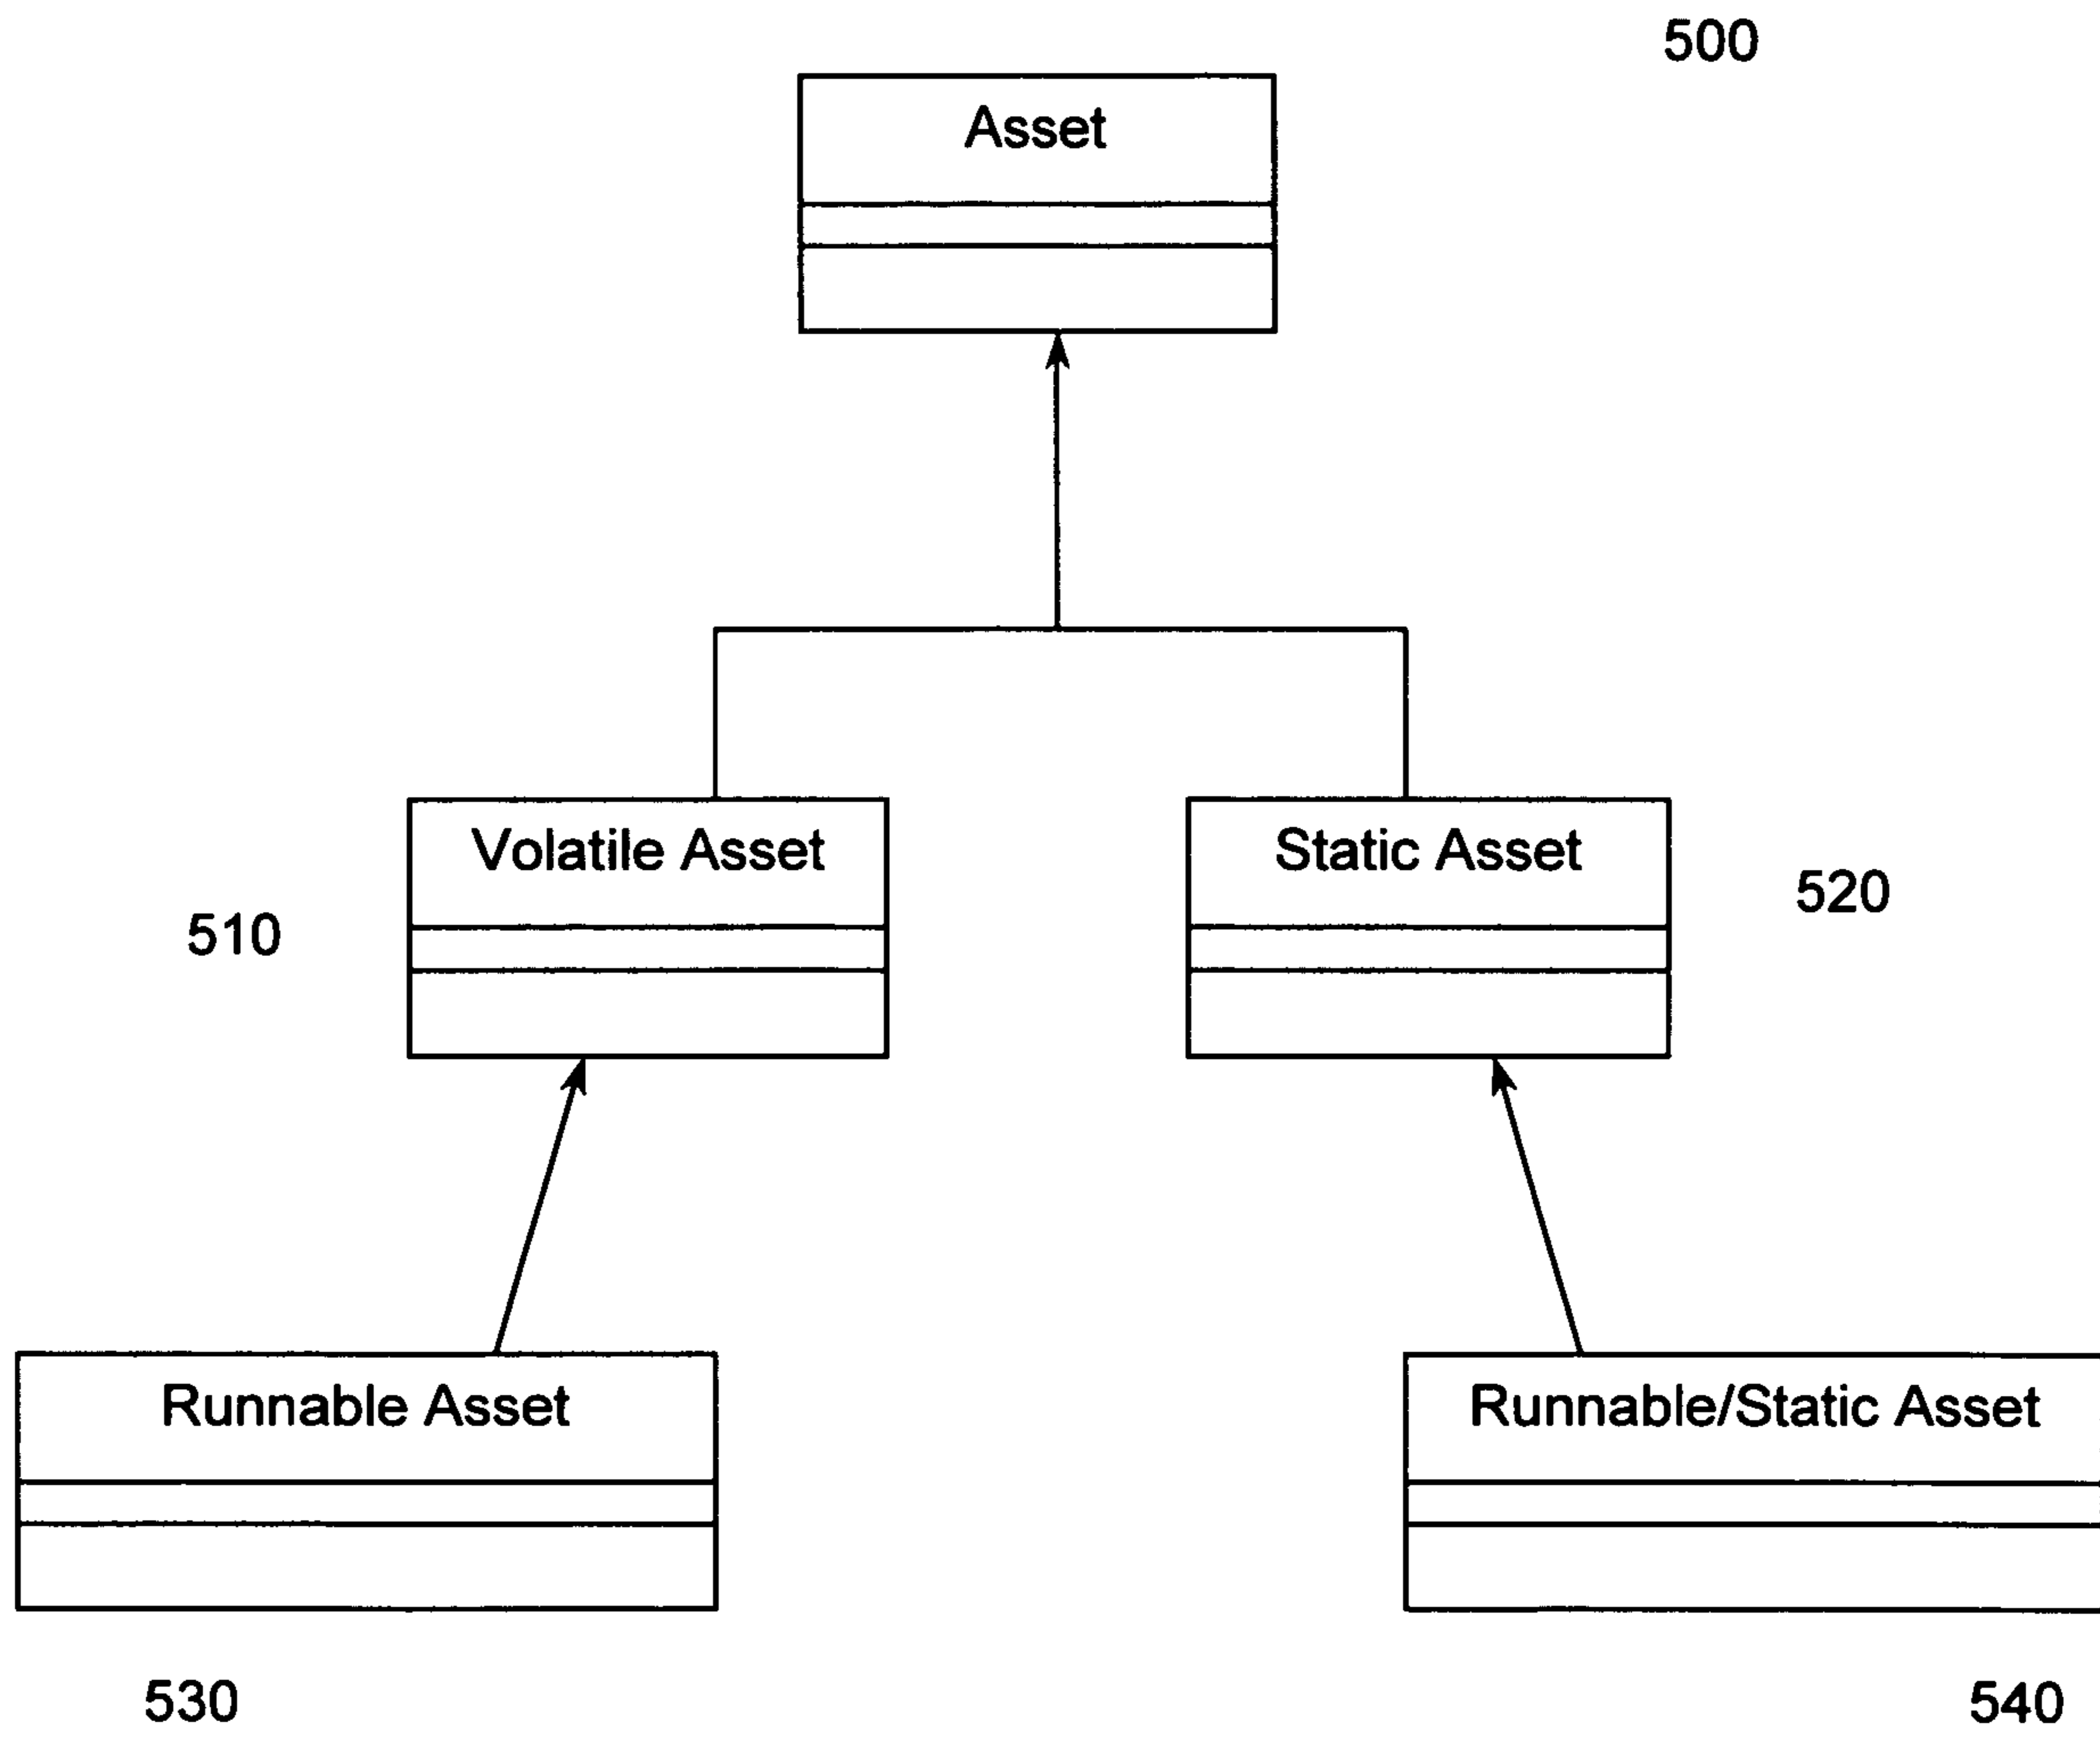 500
Asset
Volatile Asset
Static Asset
510
520
Runnable Asset
Runnable/Static Asset
530
540